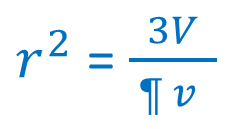 r² = 3V / ¶ v